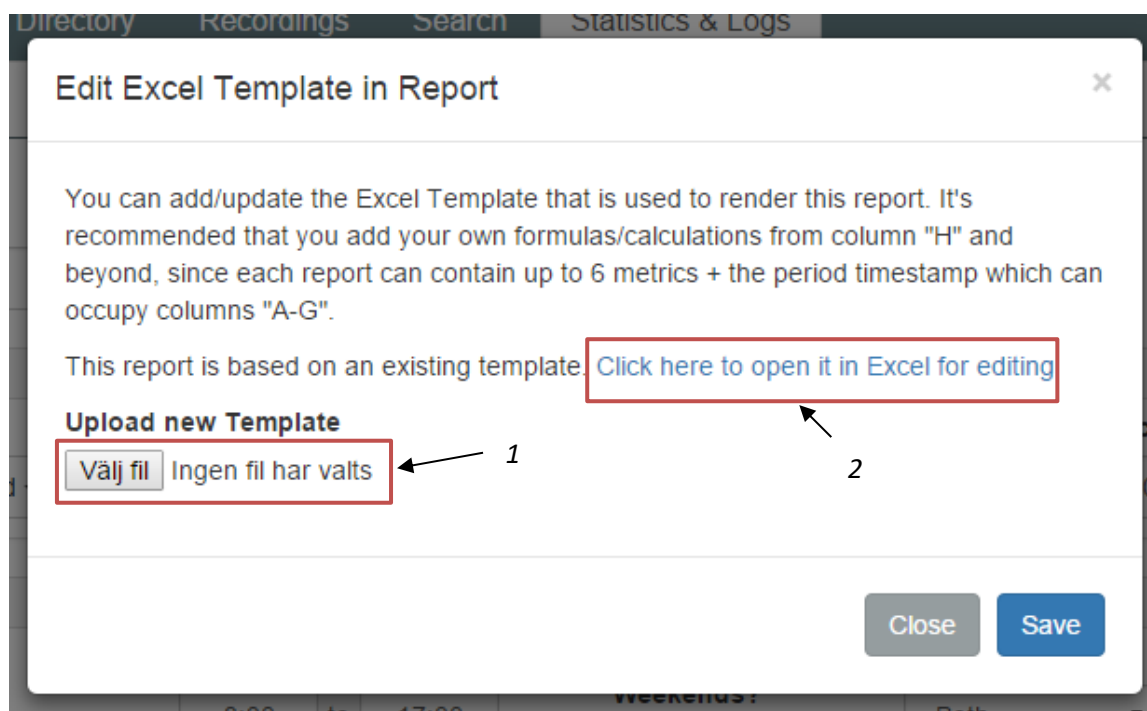 Directory Recordings Search Statistics & Logs
Edit Excel Template in Report ×
You can add/update the Excel Template that is used to render this report. It's
recommended that you add your own formulas/calculations from column "H" and
beyond, since each report can contain up to 6 metrics + the period timestamp which can
occupy columns "A-G".
This report is based on an existing template. Click here to open it in Excel for editing
Upload new Template
Välj fil Ingen fil har valts
1
2
Close Save
Weekends?